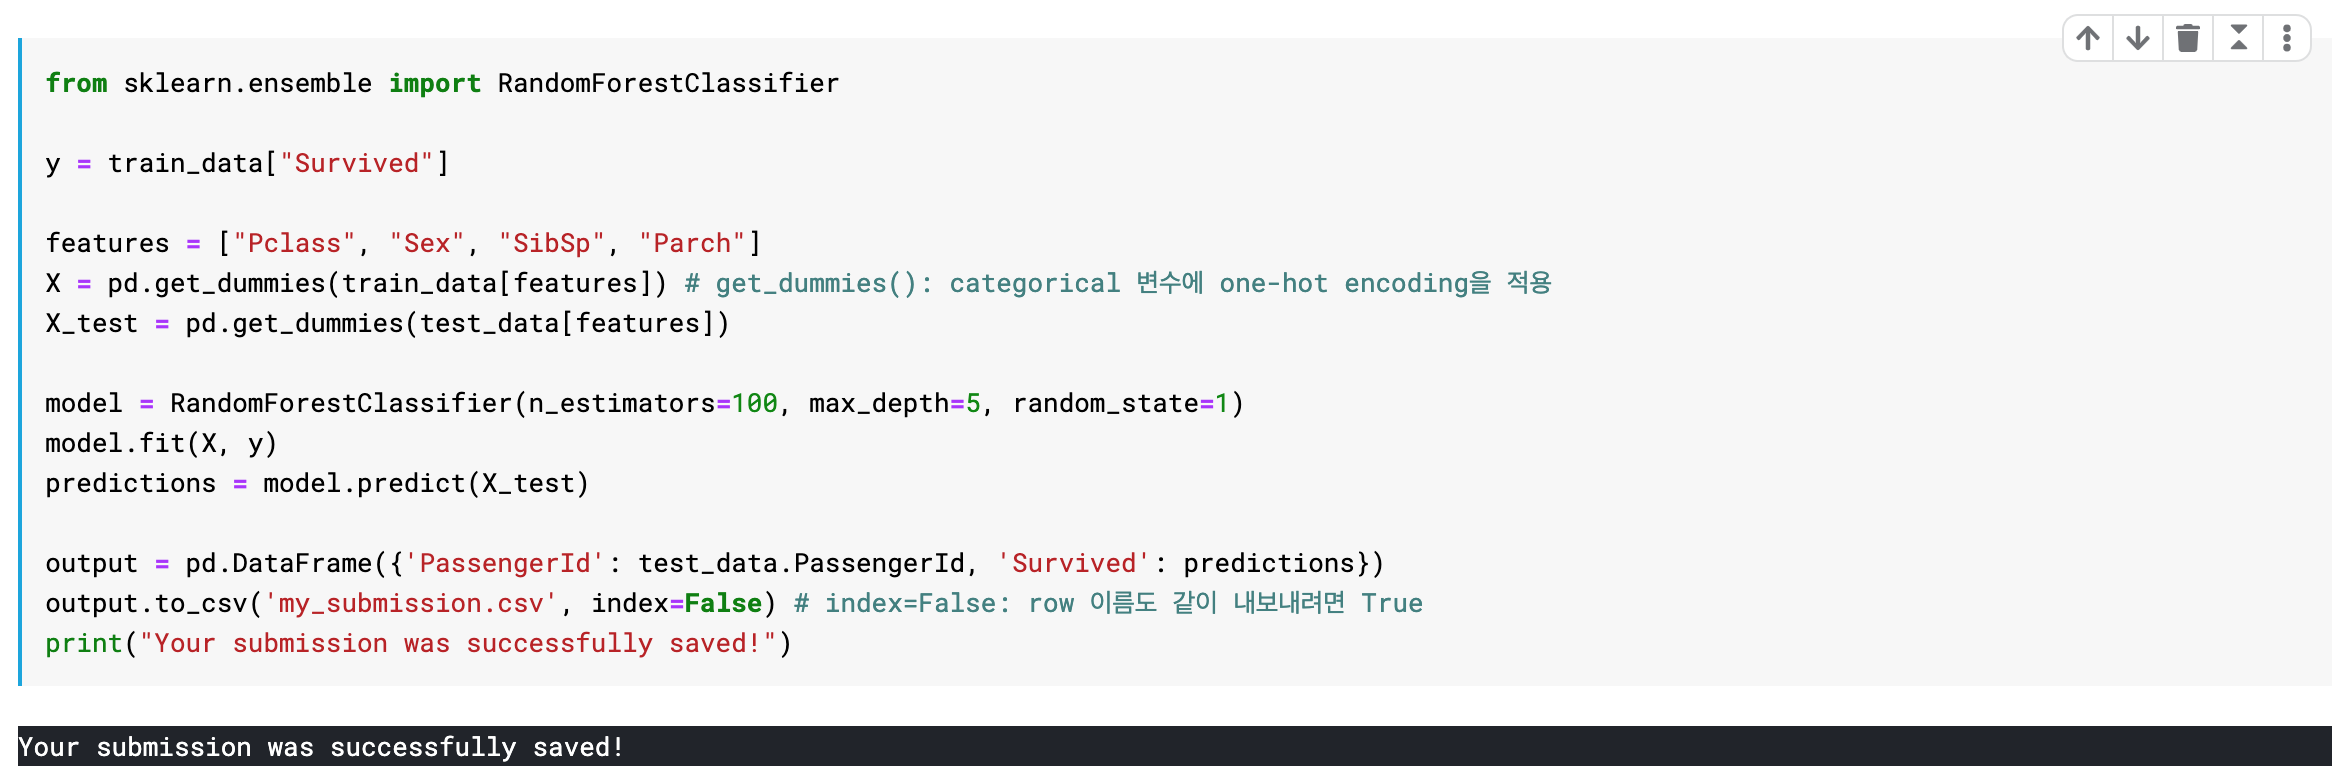 from sklearn.ensemble import RandomForestClassifier
y = train_data["Survived"]
features = ["Pclass", "Sex", "SibSp", "Parch"]
X = pd.get_dummies(train_data[features]) # get_dummies(): categorical 변수에 one-hot encoding을 적용
X_test = pd.get_dummies(test_data[features])
model = RandomForestClassifier(n_estimators=100, max_depth=5, random_state=1)
model.fit(X, y)
predictions = model.predict(X_test)
output = pd.DataFrame({'PassengerId': test_data.PassengerId, 'Survived': predictions})
output.to_csv('my_submission.csv', index=False) # index=False: row 이름도 같이 내보내려면 True
print("Your submission was successfully saved!")
Your submission was successfully saved!